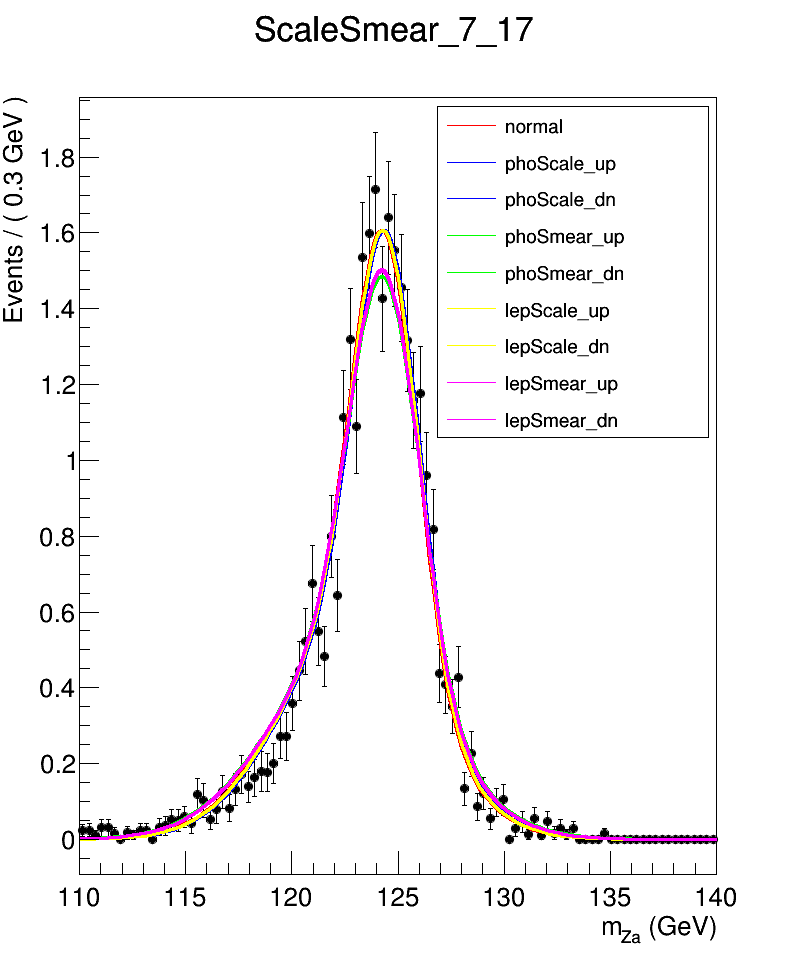 ScaleSmear_7_17
Events / ( 0.3 GeV )
1.8
1.6
1.4
1.2
1
0.8
0.6
0.4
0.2
0
normal
phoScale_up
phoScale_dn
phoSmear_up
phoSmear_dn
lepScale_up
lepScale_dn
lepSmear_up
lepSmear_dn
110 115 120 125 130 135 140
m_Za (GeV)